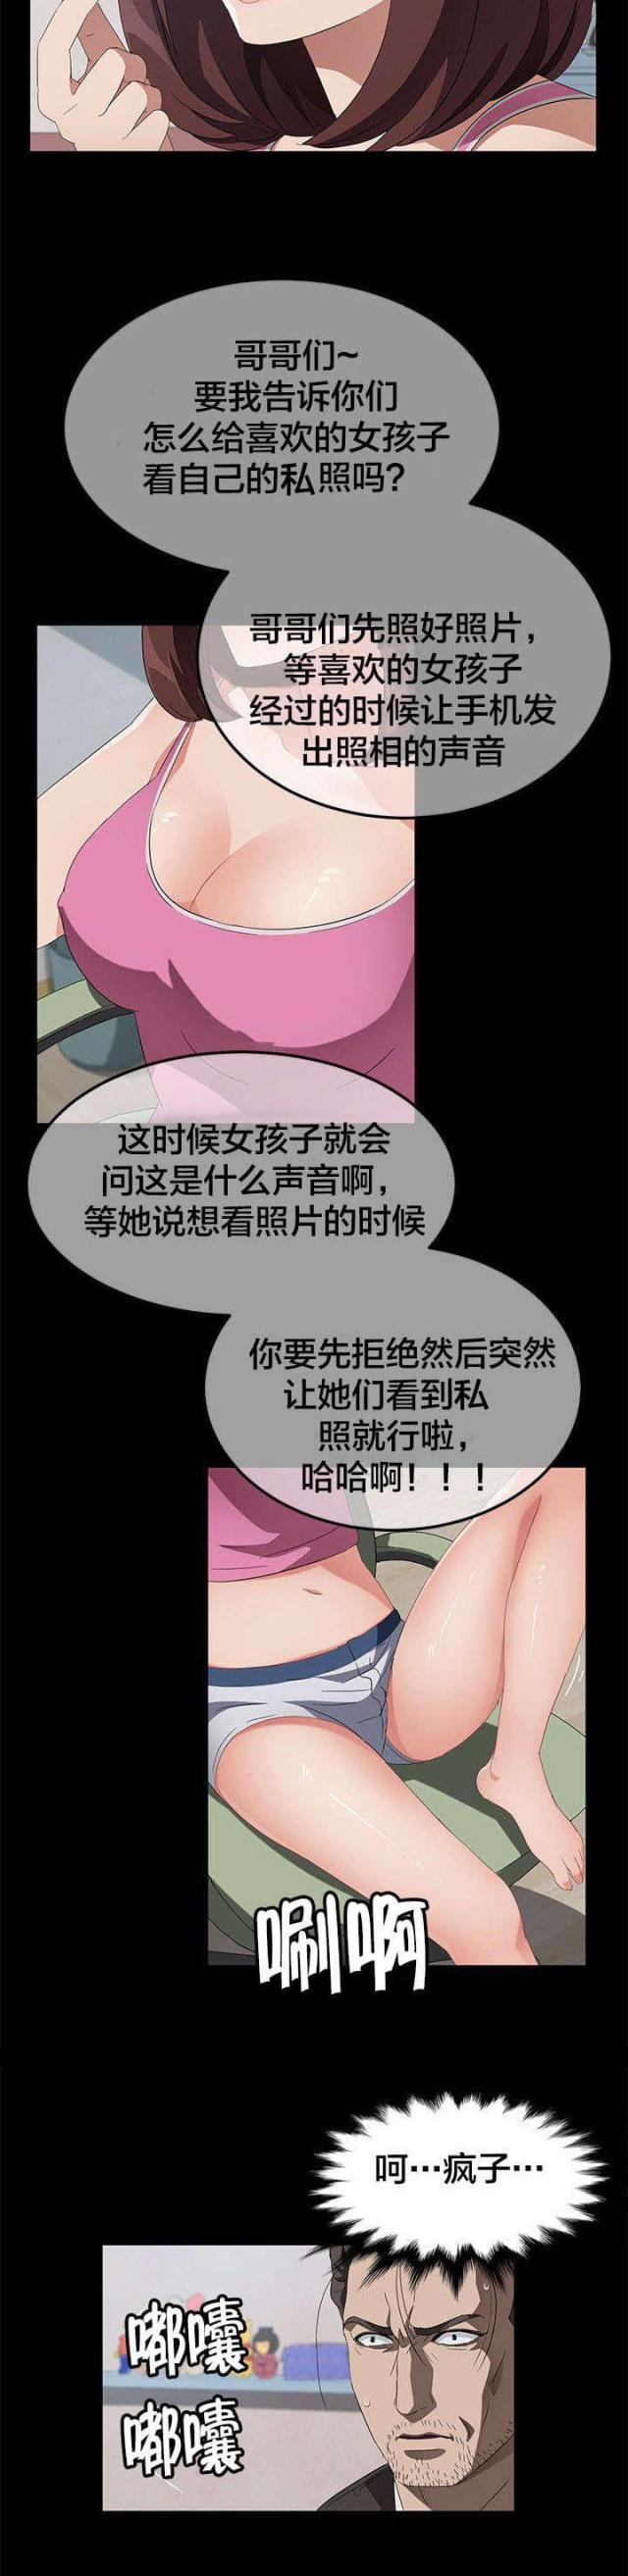 哥哥们~
要我告诉你们
怎么给喜欢的女孩子
看自己的私照吗?
哥哥们先照好照片，
等喜欢的女孩子
经过的时候让手机发
出照相的声音
这时候女孩子就会
问这是什么声音啊，
等她说想看照片的时候
你要先拒绝然后突然
让她们看到私
照就行啦，
哈哈啊！！！
唰啊
呵…疯子…
嘟囔
嘟囔